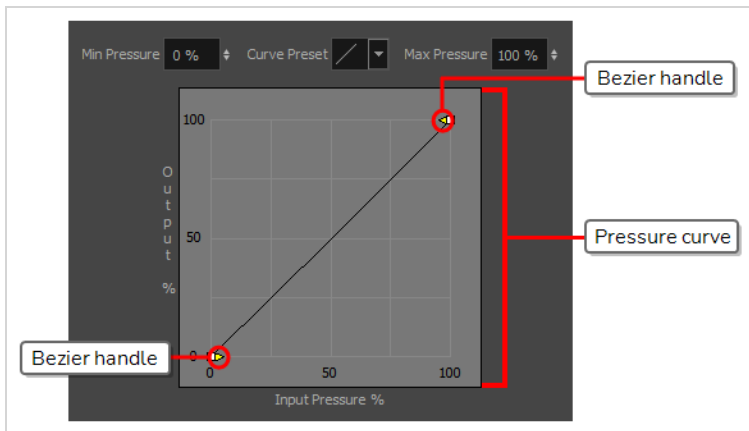 Min Pressure 0 % Curve Preset Max Pressure 100 %
Bezier handle
100
Output %
50
Pressure curve
Bezier handle
0
0 50 100
Input Pressure %